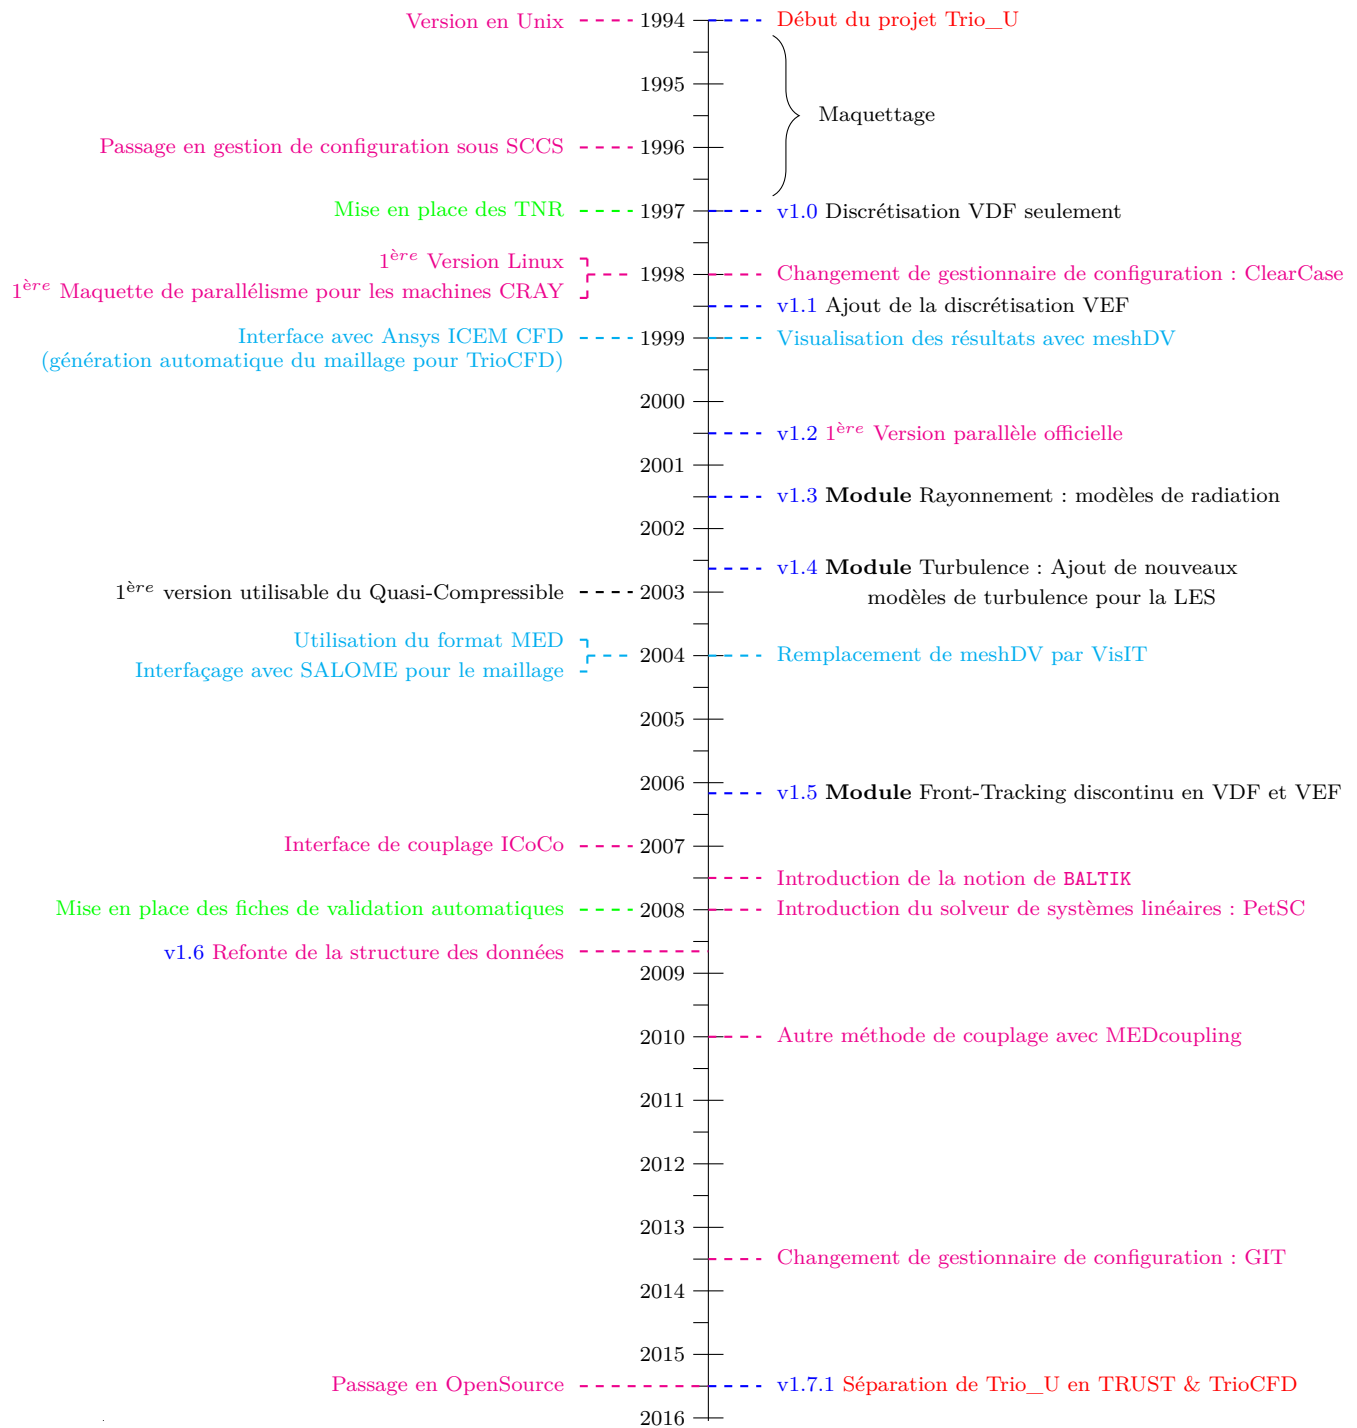 Version en Unix 1994 Début du projet Trio_U
1995
Maquettage
Passage en gestion de configuration sous SCCS 1996
Mise en place des TNR 1997 v1.0 Discrétisation VDF seulement
1ère Version Linux
1998 Changement de gestionnaire de configuration : ClearCase
1ère Maquette de parallélisme pour les machines CRAY
v1.1 Ajout de la discrétisation VEF
Interface avec Ansys ICEM CFD 1999 Visualisation des résultats avec meshDV
(génération automatique du maillage pour TrioCFD)
2000
v1.2 1ère Version parallèle officielle
2001
v1.3 Module Rayonnement : modèles de radiation
2002
v1.4 Module Turbulence : Ajout de nouveaux
1ère version utilisable du Quasi-Compressible 2003 modèles de turbulence pour la LES
Utilisation du format MED
2004 Remplacement de meshDV par VisIT
Interfaçage avec SALOME pour le maillage
2005
2006
v1.5 Module Front-Tracking discontinu en VDF et VEF
Interface de couplage ICoCo 2007
Introduction de la notion de BALTIK
Mise en place des fiches de validation automatiques 2008 Introduction du solveur de systèmes linéaires : PetSC
v1.6 Refonte de la structure des données
2009
2010 Autre méthode de couplage avec MEDcoupling
2011
2012
2013
Changement de gestionnaire de configuration : GIT
2014
2015
Passage en OpenSource v1.7.1 Séparation de Trio_U en TRUST & TrioCFD
2016